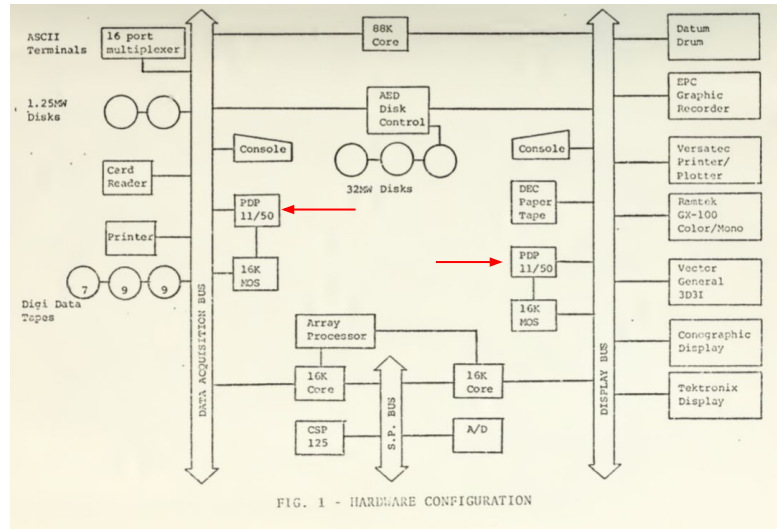 ASCII
Terminals
16 port
multiplexer
88K
Core
Datum
Drum
1.25MW
Disks
AED
Disk
Control
EPC
Graphic
Recorder
Console
Console
Versatec
Printer/
Plotter
32MW Disks
Card
Reader
DEC
Paper
Tape
PDP
11/50
Ramtek
GX-100
Color/Mono
Printer
PDP
11/50
16K
MOS
Vector
General
3D3I
7
9
9
Digi Data
Tapes
16K
MOS
Array
Processor
Conographic
Display
DATA ACQUISITION BUS
16K
Core
16K
Core
DISPLAY BUS
Tektronix
Display
S.P. BUS
CSP
125
A/D
FIG. 1 - HARDWARE CONFIGURATION